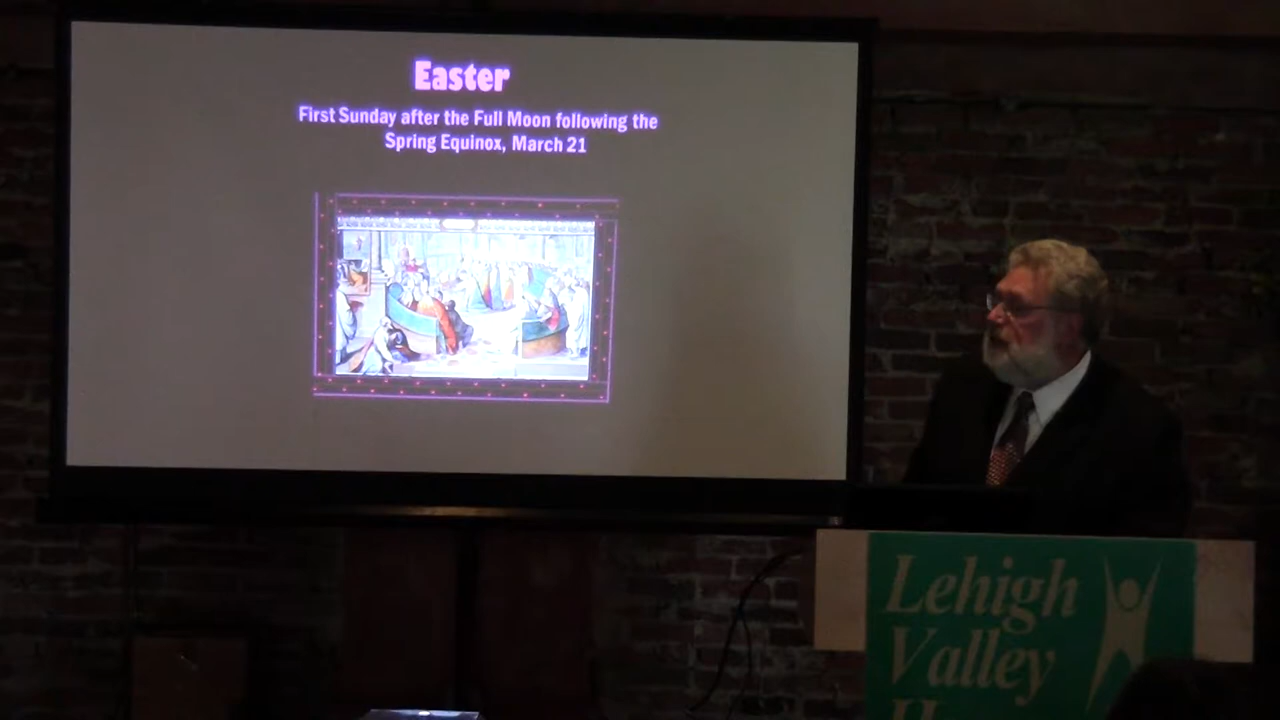 Easter
First Sunday after the Full Moon following the
Spring Equinox, March 21
Lehigh
Valley